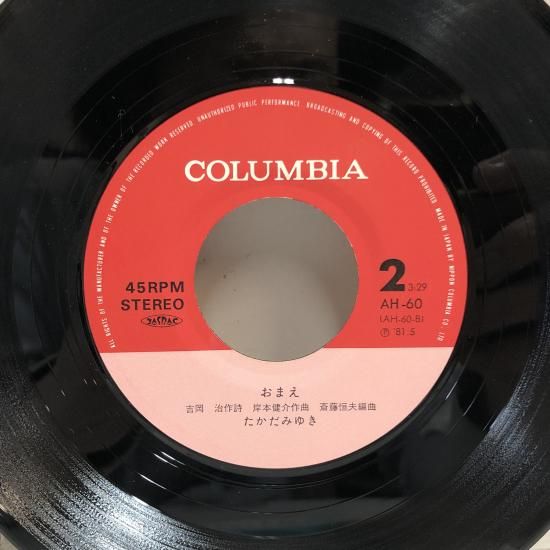 ALL RIGHTS OF THE MANUFACTURER AND OF THE OWNER OF THE RECORDED WORK RESERVED. UNAUTHORIZED PUBLIC PERFORMANCE. BROADCASTING AND COPYING OF THIS RECORD PROHIBITED. MADE IN JAPAN BY NIPPON COLUMBIA CO. LTD.
COLUMBIA
45RPM
STEREO
JASRAC
2 3:29
AH-60
(AH-60-B)
Ⓟ '81.5
おまえ
吉岡 治作詩 岸本健介作曲 斎藤恒夫編曲
たかだみゆき